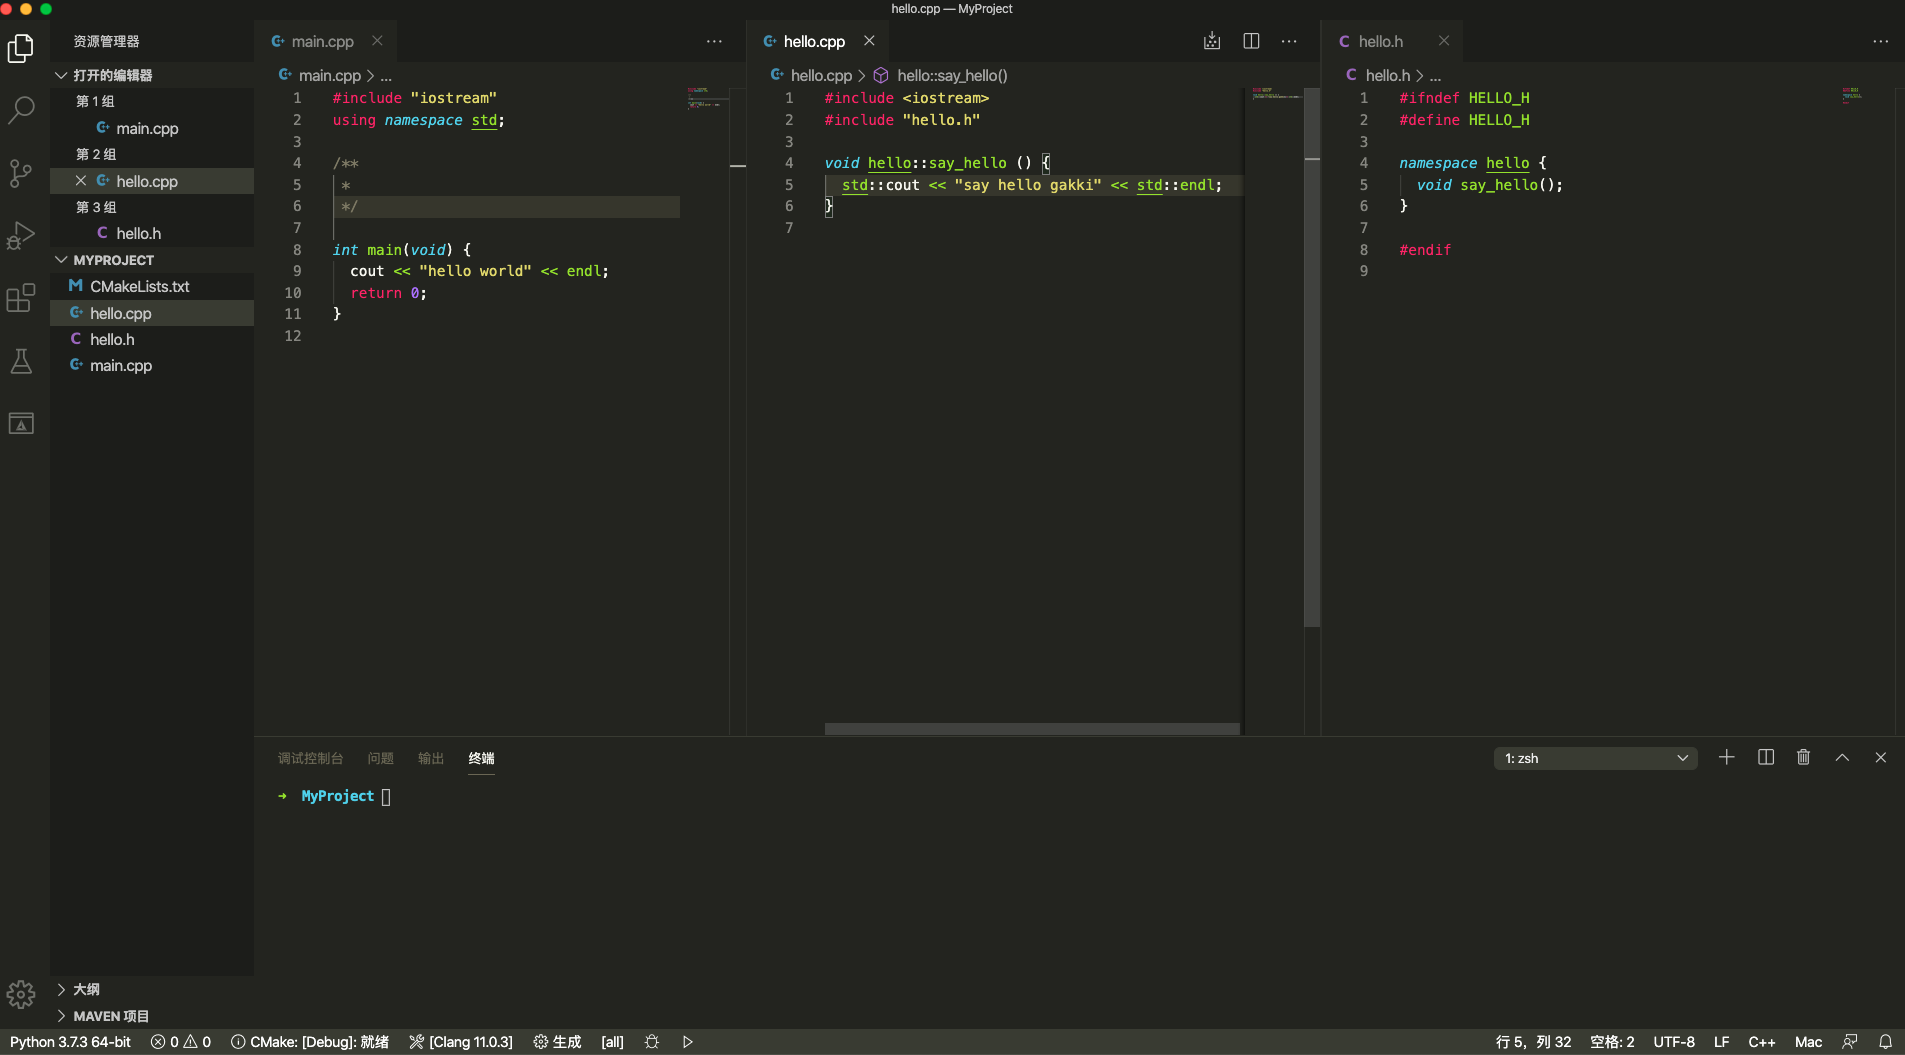 hello.cpp — MyProject
资源管理器
打开的编辑器
第 1 组
main.cpp
第 2 组
hello.cpp
第 3 组
hello.h
MYPROJECT
CMakeLists.txt
hello.cpp
hello.h
main.cpp
大纲
MAVEN 项目
main.cpp
main.cpp > ...
1 #include "iostream"
2 using namespace std;
3
4 /**
5 *
6 */
7
8 int main(void) {
9 cout << "hello world" << endl;
10 return 0;
11 }
12
hello.cpp
hello.cpp > hello::say_hello()
1 #include <iostream>
2 #include "hello.h"
3
4 void hello::say_hello () {
5 std::cout << "say hello gakki" << std::endl;
6 }
7
hello.h
hello.h > ...
1 #ifndef HELLO_H
2 #define HELLO_H
3
4 namespace hello {
5 void say_hello();
6 }
7
8 #endif
9
调试控制台 问题 输出 终端
1: zsh
→ MyProject
Python 3.7.3 64-bit 0 0 CMake: [Debug]: 就绪 [Clang 11.0.3] 生成 [all] 行 5，列 32 空格: 2 UTF-8 LF C++ Mac